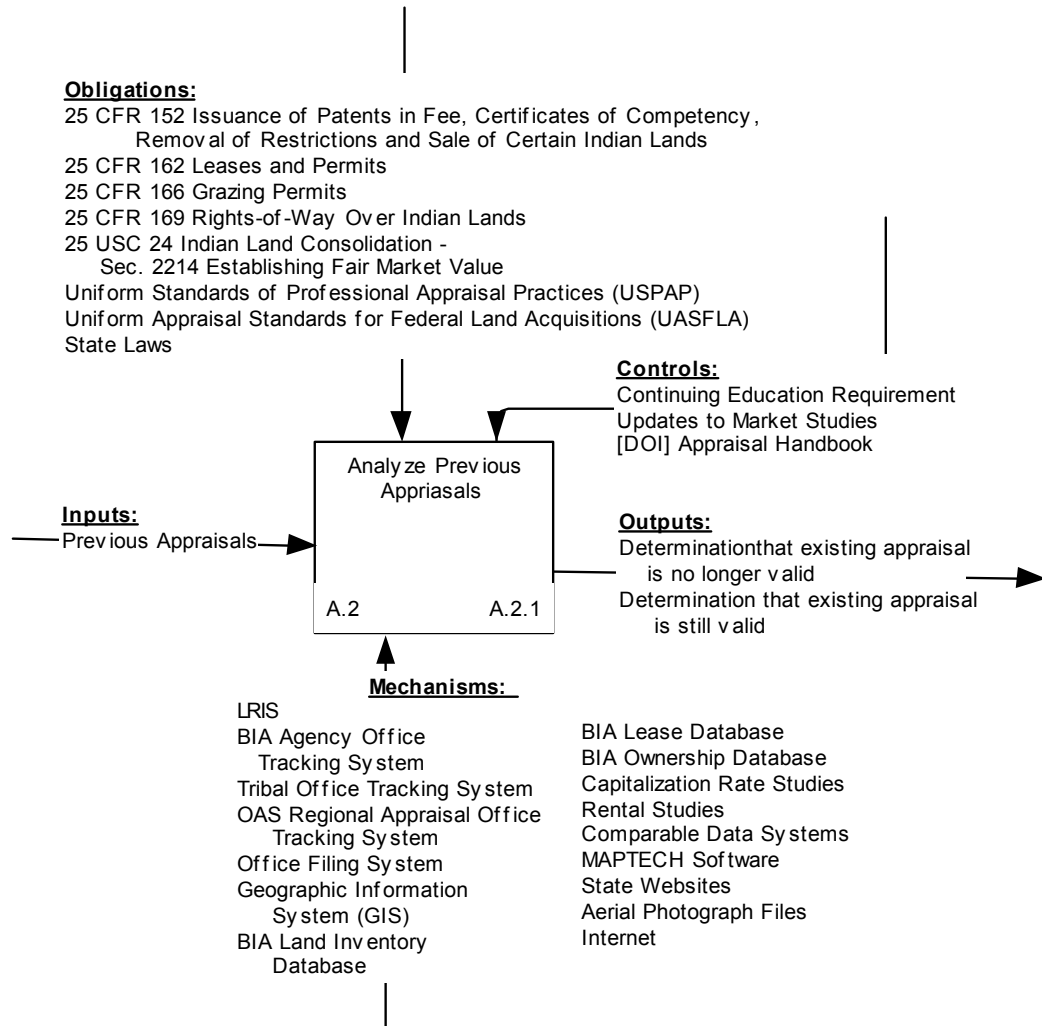 Obligations:
25 CFR 152 Issuance of Patents in Fee, Certificates of Competency,
Removal of Restrictions and Sale of Certain Indian Lands
25 CFR 162 Leases and Permits
25 CFR 166 Grazing Permits
25 CFR 169 Rights-of-Way Over Indian Lands
25 USC 24 Indian Land Consolidation -
Sec. 2214 Establishing Fair Market Value
Uniform Standards of Professional Appraisal Practices (USPAP)
Uniform Appraisal Standards for Federal Land Acquisitions (UASFLA)
State Laws
Controls:
Continuing Education Requirement
Updates to Market Studies
[DOI] Appraisal Handbook
Analyze Previous
Appriasals
A.2 A.2.1
Inputs:
Previous Appraisals
Outputs:
Determinationthat existing appraisal
is no longer valid
Determination that existing appraisal
is still valid
Mechanisms:
LRIS
BIA Agency Office
Tracking System
Tribal Office Tracking System
OAS Regional Appraisal Office
Tracking System
Office Filing System
Geographic Information
System (GIS)
BIA Land Inventory
Database
BIA Lease Database
BIA Ownership Database
Capitalization Rate Studies
Rental Studies
Comparable Data Systems
MAPTECH Software
State Websites
Aerial Photograph Files
Internet